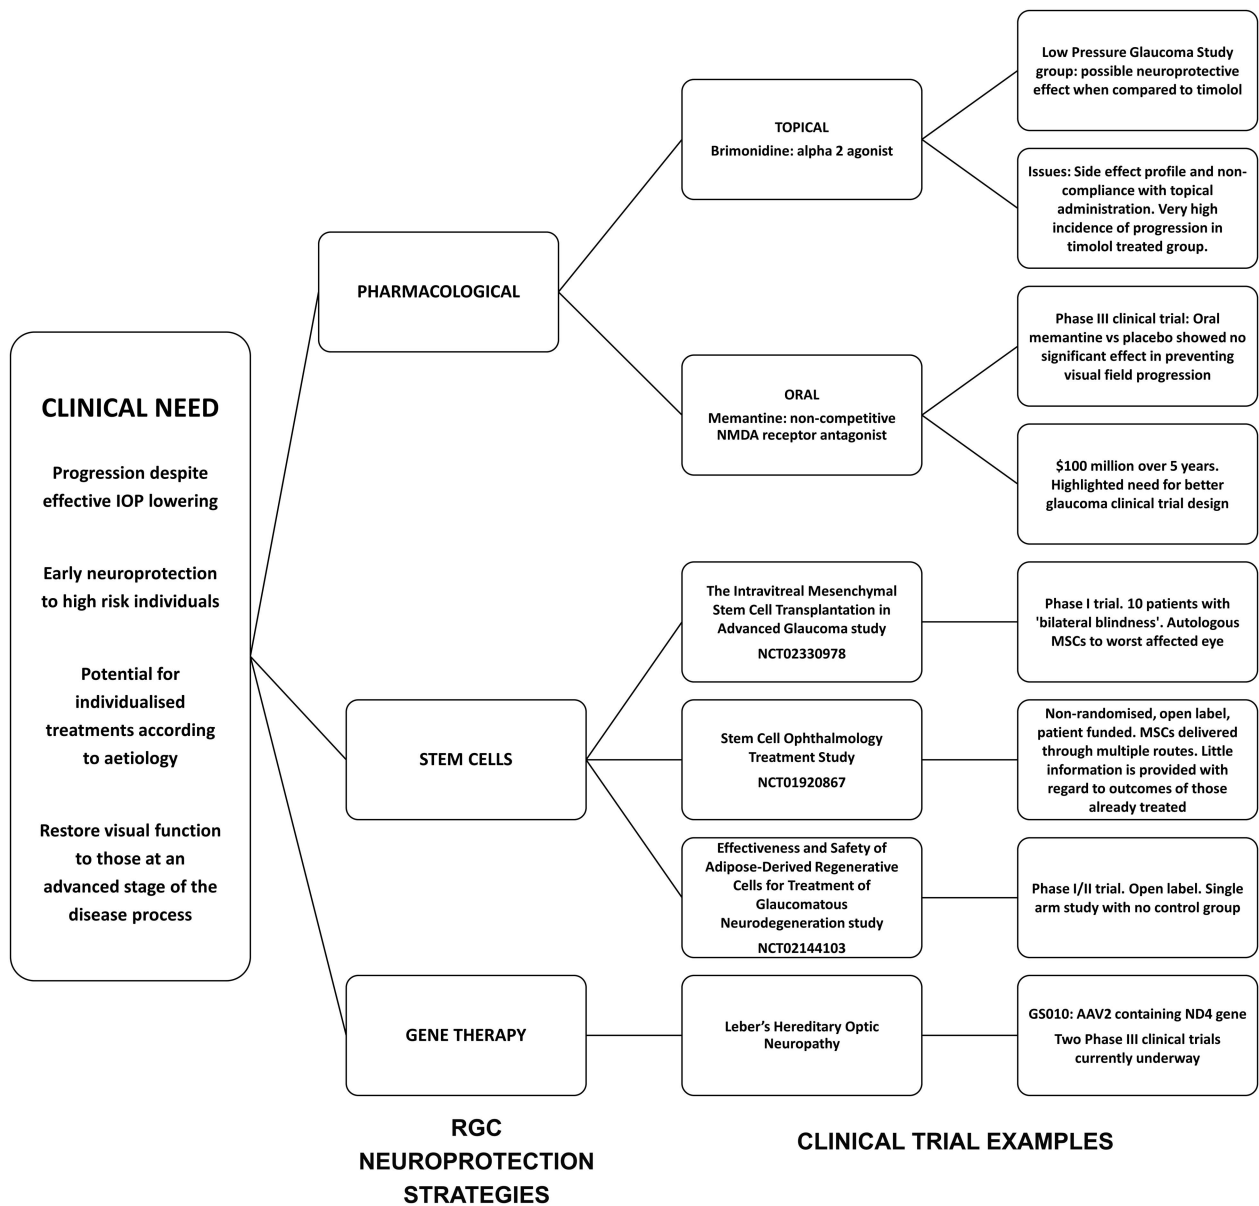 CLINICAL NEED
Progression despite
effective IOP lowering
Early neuroprotection
to high risk individuals
Potential for
individualised
treatments according
to aetiology
Restore visual function
to those at an
advanced stage of the
disease process
PHARMACOLOGICAL
TOPICAL
Brimonidine: alpha 2 agonist
Low Pressure Glaucoma Study
group: possible neuroprotective
effect when compared to timolol
Issues: Side effect profile and non-
compliance with topical
administration. Very high
incidence of progression in
timolol treated group.
ORAL
Memantine: non-competitive
NMDA receptor antagonist
Phase III clinical trial: Oral
memantine vs placebo showed no
significant effect in preventing
visual field progression
$100 million over 5 years.
Highlighted need for better
glaucoma clinical trial design
STEM CELLS
The Intravitreal Mesenchymal
Stem Cell Transplantation in
Advanced Glaucoma study
NCT02330978
Phase I trial. 10 patients with
'bilateral blindness'. Autologous
MSCs to worst affected eye
Stem Cell Ophthalmology
Treatment Study
NCT01920867
Non-randomised, open label,
patient funded. MSCs delivered
through multiple routes. Little
information is provided with
regard to outcomes of those
already treated
Effectiveness and Safety of
Adipose-Derived Regenerative
Cells for Treatment of
Glaucomatous
Neurodegeneration study
NCT02144103
Phase I/II trial. Open label. Single
arm study with no control group
GENE THERAPY
Leber’s Hereditary Optic
Neuropathy
GS010: AAV2 containing ND4 gene
Two Phase III clinical trials
currently underway
RGC
NEUROPROTECTION
STRATEGIES
CLINICAL TRIAL EXAMPLES